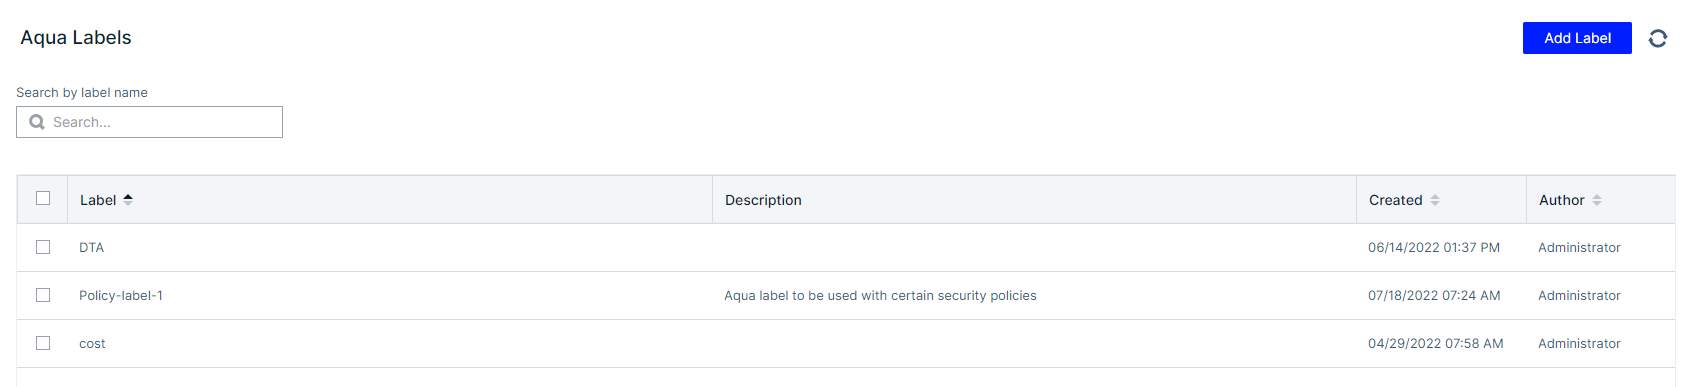 Aqua Labels
Add Label
Search by label name
Search...
Label Description Created Author
DTA 06/14/2022 01:37 PM Administrator
Policy-label-1 Aqua label to be used with certain security policies 07/18/2022 07:24 AM Administrator
cost 04/29/2022 07:58 AM Administrator